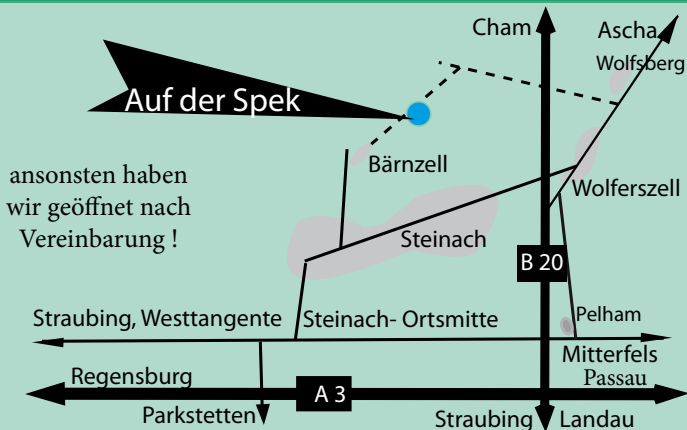 Cham
Ascha
Wolfsberg
Auf der Spek
Bärnzell
ansonsten haben
wir geöffnet nach
Vereinbarung !
Wolferszell
Steinach
B 20
Pelham
Straubing, Westtangente
Steinach- Ortsmitte
Mitterfels
Passau
Regensburg
A 3
Parkstetten
Straubing
Landau